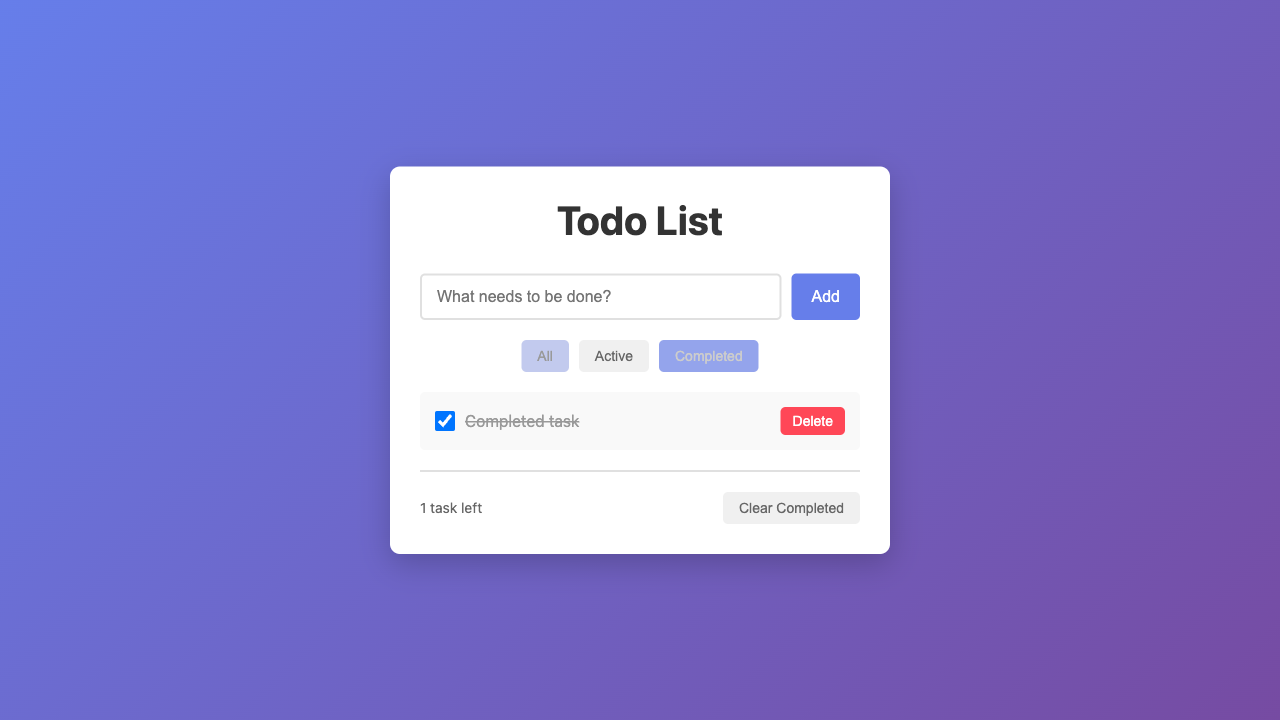 Todo List
What needs to be done? Add
All Active Completed
Completed task Delete
1 task left Clear Completed